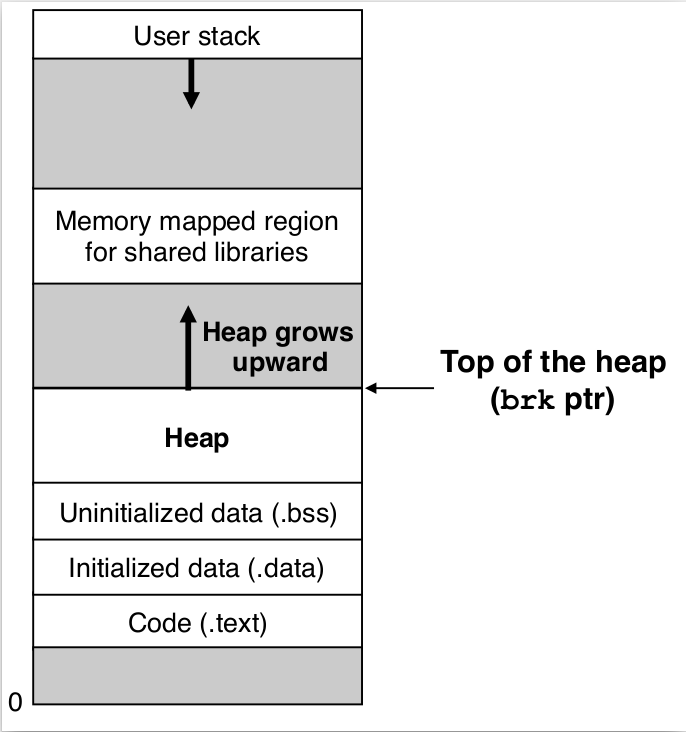 User stack
Memory mapped region
for shared libraries
Heap grows
upward
Top of the heap
(brk ptr)
Heap
Uninitialized data (.bss)
Initialized data (.data)
Code (.text)
0